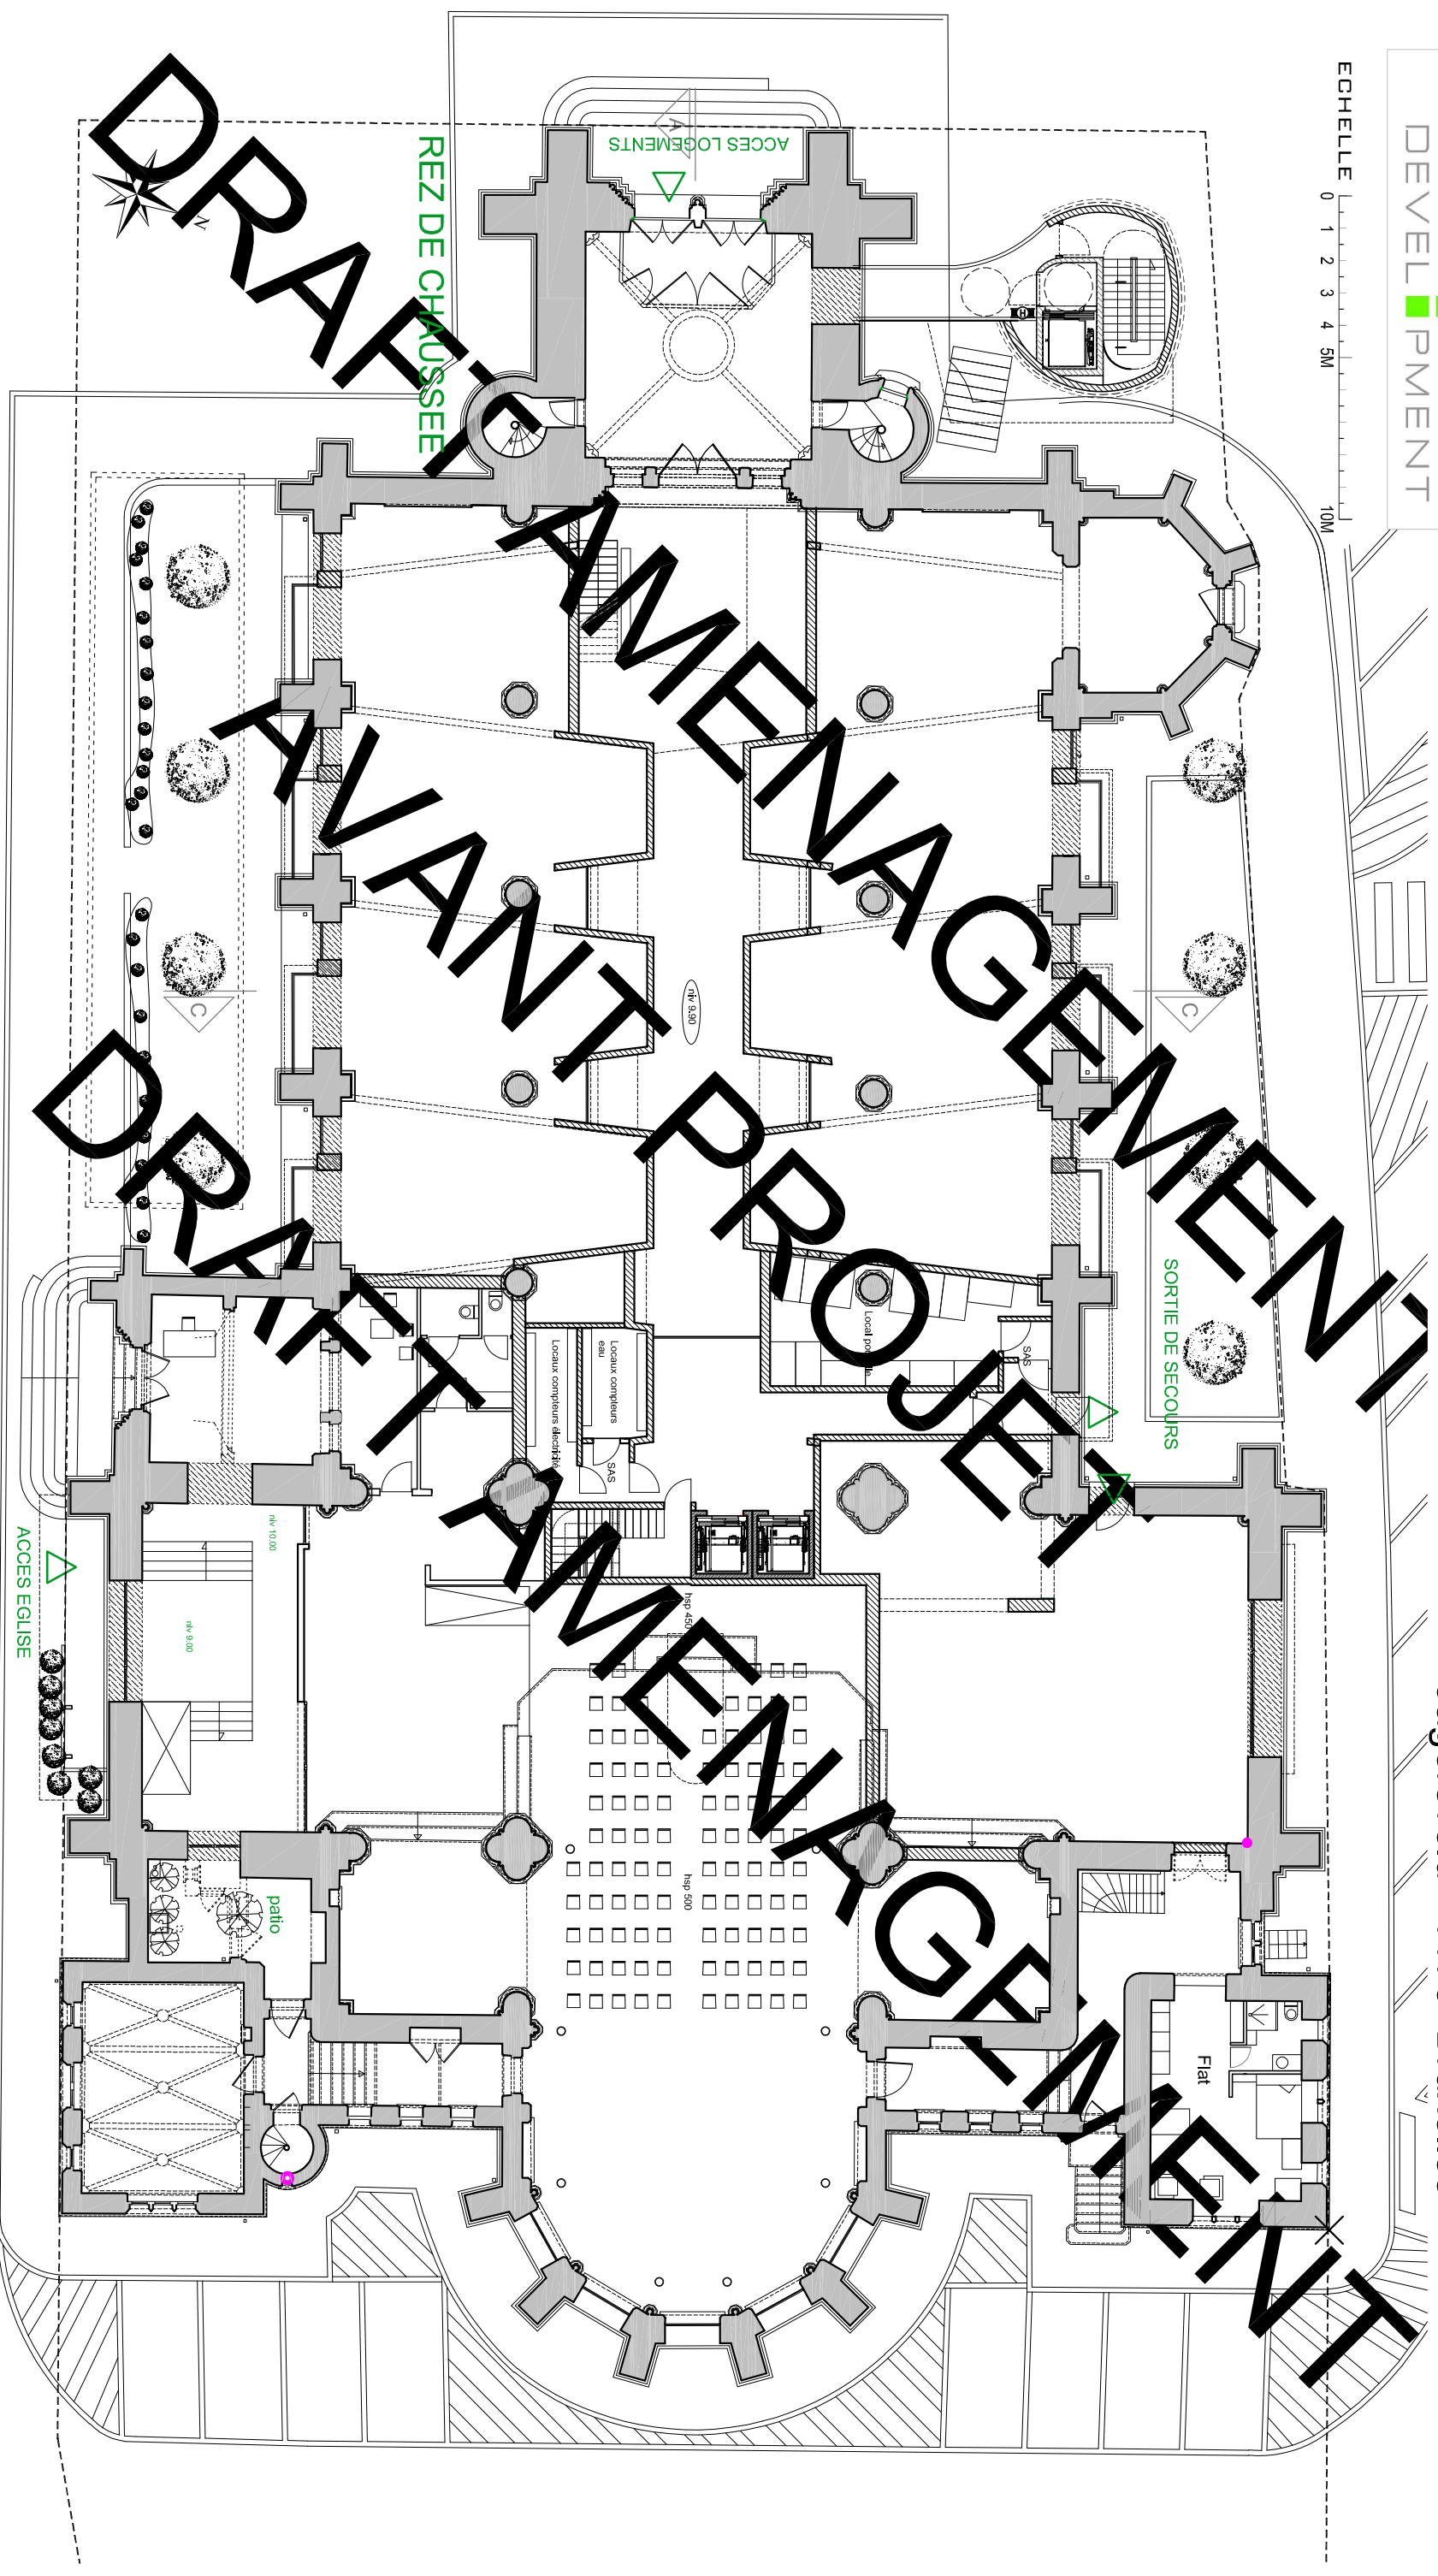 DEVEL PMENT
ECHELLE 0 1 2 3 4 5M 10M
REZ DE CHAUSSEE
ACCES LOGEMENTS
A
N
DRAFT AMENAGEMENT
AVANT PROJET
DRAFT AMENAGEMENT
C
C
niv 9.90
SORTIE DE SECOURS
SAS
Locaux compteurs
eau
Locaux compteurs électricité
SAS
H
niv 10.00
niv 9.00
ACCES EGLISE
hsp 450
hsp 500
patio
Flat